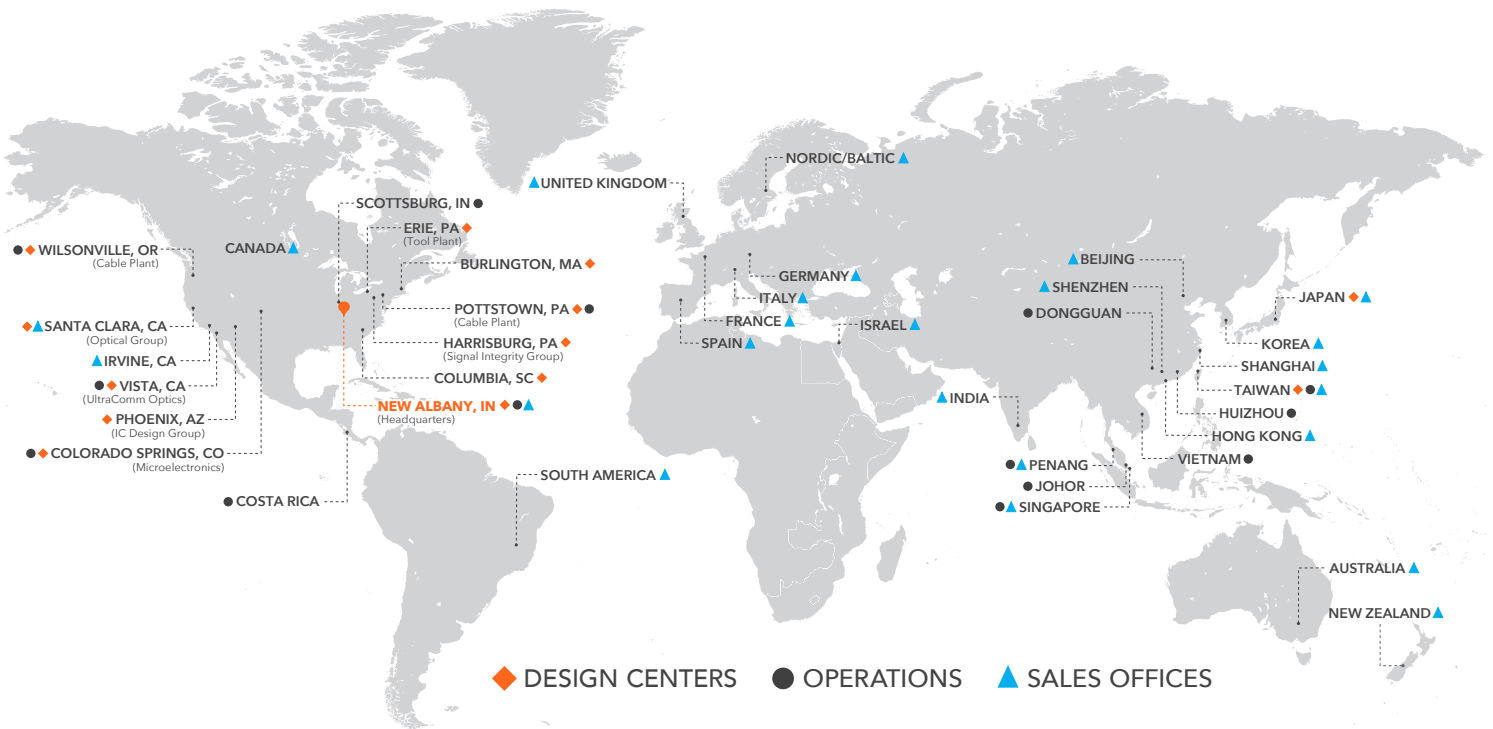 NORDIC/BALTIC
UNITED KINGDOM
SCOTTSBURG, IN
ERIE, PA
(Tool Plant)
WILSONVILLE, OR
(Cable Plant)
CANADA
BURLINGTON, MA
POTTSTOWN, PA
(Cable Plant)
SANTA CLARA, CA
(Optical Group)
HARRISBURG, PA
(Signal Integrity Group)
IRVINE, CA
COLUMBIA, SC
VISTA, CA
(UltraComm Optics)
NEW ALBANY, IN
(Headquarters)
PHOENIX, AZ
(IC Design Group)
COLORADO SPRINGS, CO
(Microelectronics)
COSTA RICA
SOUTH AMERICA
GERMANY
ITALY
FRANCE
SPAIN
ISRAEL
INDIA
BEIJING
SHENZHEN
DONGGUAN
JAPAN
KOREA
SHANGHAI
TAIWAN
HUIZHOU
HONG KONG
VIETNAM
PENANG
JOHOR
SINGAPORE
AUSTRALIA
NEW ZEALAND
DESIGN CENTERS
OPERATIONS
SALES OFFICES